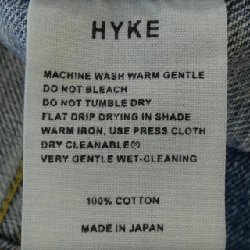 HYKE
MACHINE WASH WARM GENTLE
DO NOT BLEACH
DO NOT TUMBLE DRY
FLAT DRIP DRYING IN SHADE
WARM IRON, USE PRESS CLOTH
DRY CLEANABLE(P)
VERY GENTLE WET-CLEANING
100% COTTON
MADE IN JAPAN